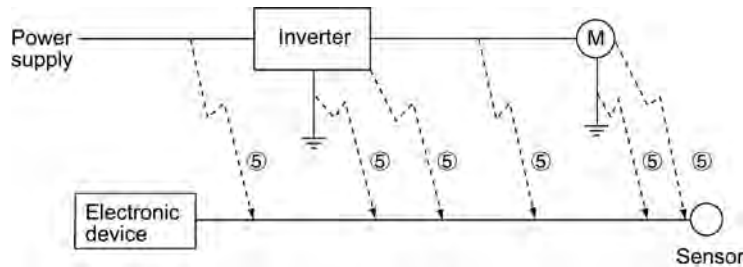 Power
supply
Inverter
M
⑤ ⑤ ⑤ ⑤ ⑤ ⑤
Electronic
device
Sensor